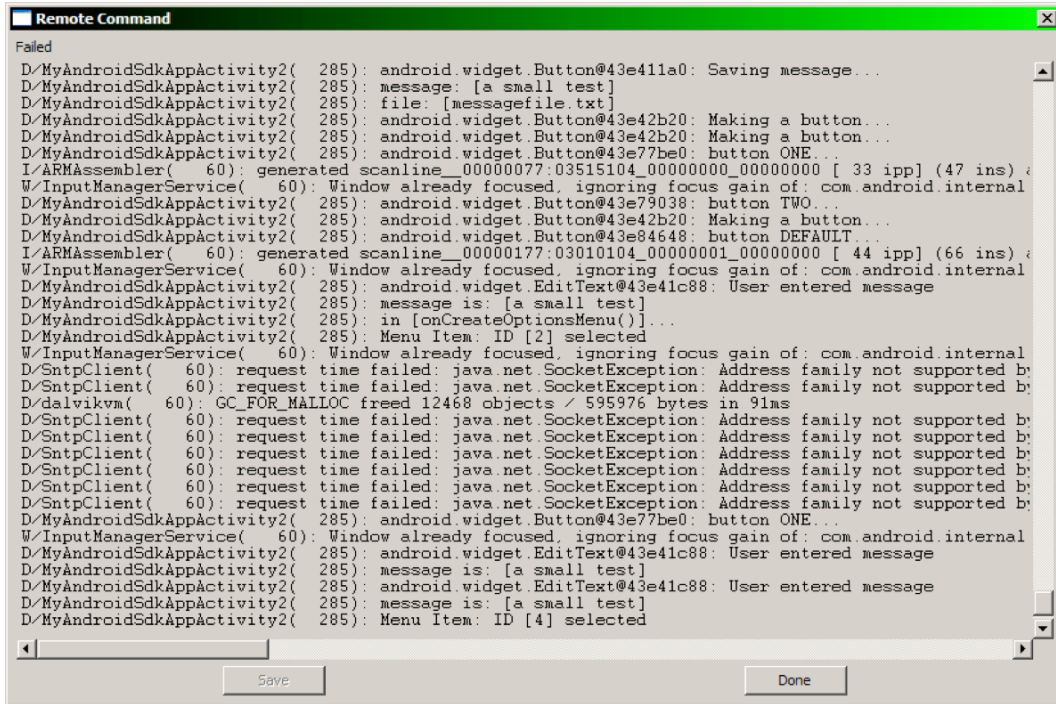 Remote Command
Failed
D/MyAndroidSdkAppActivity2(  285): android.widget.Button@43e411a0: Saving message...
D/MyAndroidSdkAppActivity2(  285): message: [a small test]
D/MyAndroidSdkAppActivity2(  285): file: [messagefile.txt]
D/MyAndroidSdkAppActivity2(  285): android.widget.Button@43e42b20: Making a button...
D/MyAndroidSdkAppActivity2(  285): android.widget.Button@43e42b20: Making a button...
D/MyAndroidSdkAppActivity2(  285): android.widget.Button@43e77be0: button ONE...
I/ARMAssembler(   60): generated scanline__00000077:03515104_00000000_00000000 [ 33 ipp] (47 ins)
W/InputManagerService(   60): Window already focused, ignoring focus gain of: com.android.internal
D/MyAndroidSdkAppActivity2(  285): android.widget.Button@43e79038: button TWO...
D/MyAndroidSdkAppActivity2(  285): android.widget.Button@43e42b20: Making a button...
D/MyAndroidSdkAppActivity2(  285): android.widget.Button@43e84648: button DEFAULT...
I/ARMAssembler(   60): generated scanline__00000177:03010104_00000001_00000000 [ 44 ipp] (66 ins)
W/InputManagerService(   60): Window already focused, ignoring focus gain of: com.android.internal
D/MyAndroidSdkAppActivity2(  285): android.widget.EditText@43e41c88: User entered message
D/MyAndroidSdkAppActivity2(  285): message is: [a small test]
D/MyAndroidSdkAppActivity2(  285): in [onCreateOptionsMenu()]...
D/MyAndroidSdkAppActivity2(  285): Menu Item: ID [2] selected
W/InputManagerService(   60): Window already focused, ignoring focus gain of: com.android.internal
D/SntpClient(   60): request time failed: java.net.SocketException: Address family not supported by
D/SntpClient(   60): request time failed: java.net.SocketException: Address family not supported by
D/dalvikvm(   60): GC_FOR_MALLOC freed 12468 objects / 595976 bytes in 91ms
D/SntpClient(   60): request time failed: java.net.SocketException: Address family not supported by
D/SntpClient(   60): request time failed: java.net.SocketException: Address family not supported by
D/SntpClient(   60): request time failed: java.net.SocketException: Address family not supported by
D/SntpClient(   60): request time failed: java.net.SocketException: Address family not supported by
D/SntpClient(   60): request time failed: java.net.SocketException: Address family not supported by
D/SntpClient(   60): request time failed: java.net.SocketException: Address family not supported by
D/MyAndroidSdkAppActivity2(  285): android.widget.Button@43e77be0: button ONE...
W/InputManagerService(   60): Window already focused, ignoring focus gain of: com.android.internal
D/MyAndroidSdkAppActivity2(  285): android.widget.EditText@43e41c88: User entered message
D/MyAndroidSdkAppActivity2(  285): message is: [a small test]
D/MyAndroidSdkAppActivity2(  285): android.widget.EditText@43e41c88: User entered message
D/MyAndroidSdkAppActivity2(  285): message is: [a small test]
D/MyAndroidSdkAppActivity2(  285): Menu Item: ID [4] selected
Save Done